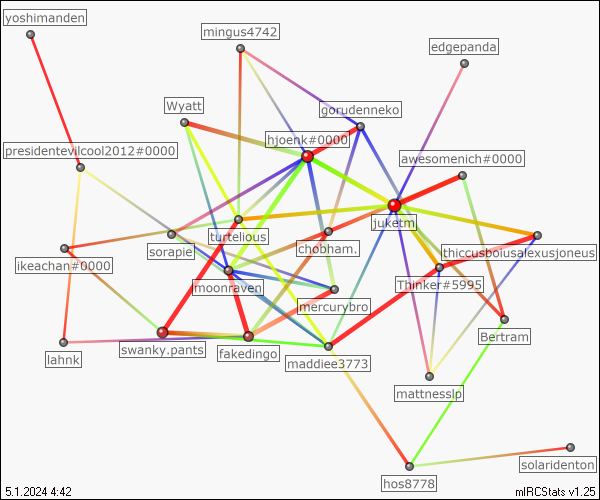 yoshimanden
mingus4742
edgepanda
Wyatt
gorudenneko
hjoenk#0000
presidentevilcool2012#0000
awesomenich#0000
juketmj
turtelious
chobham.
sorapie
thiccusboiusalexusjoneus
ikeachan#0000
moonraven
Thinker#5995
mercurybro
Bertram
swanky.pants
fakedingo
lahnk
maddiee3773
mattnesslp
solaridenton
hos8778
5.1.2024 4:42
mIRCStats v1.25